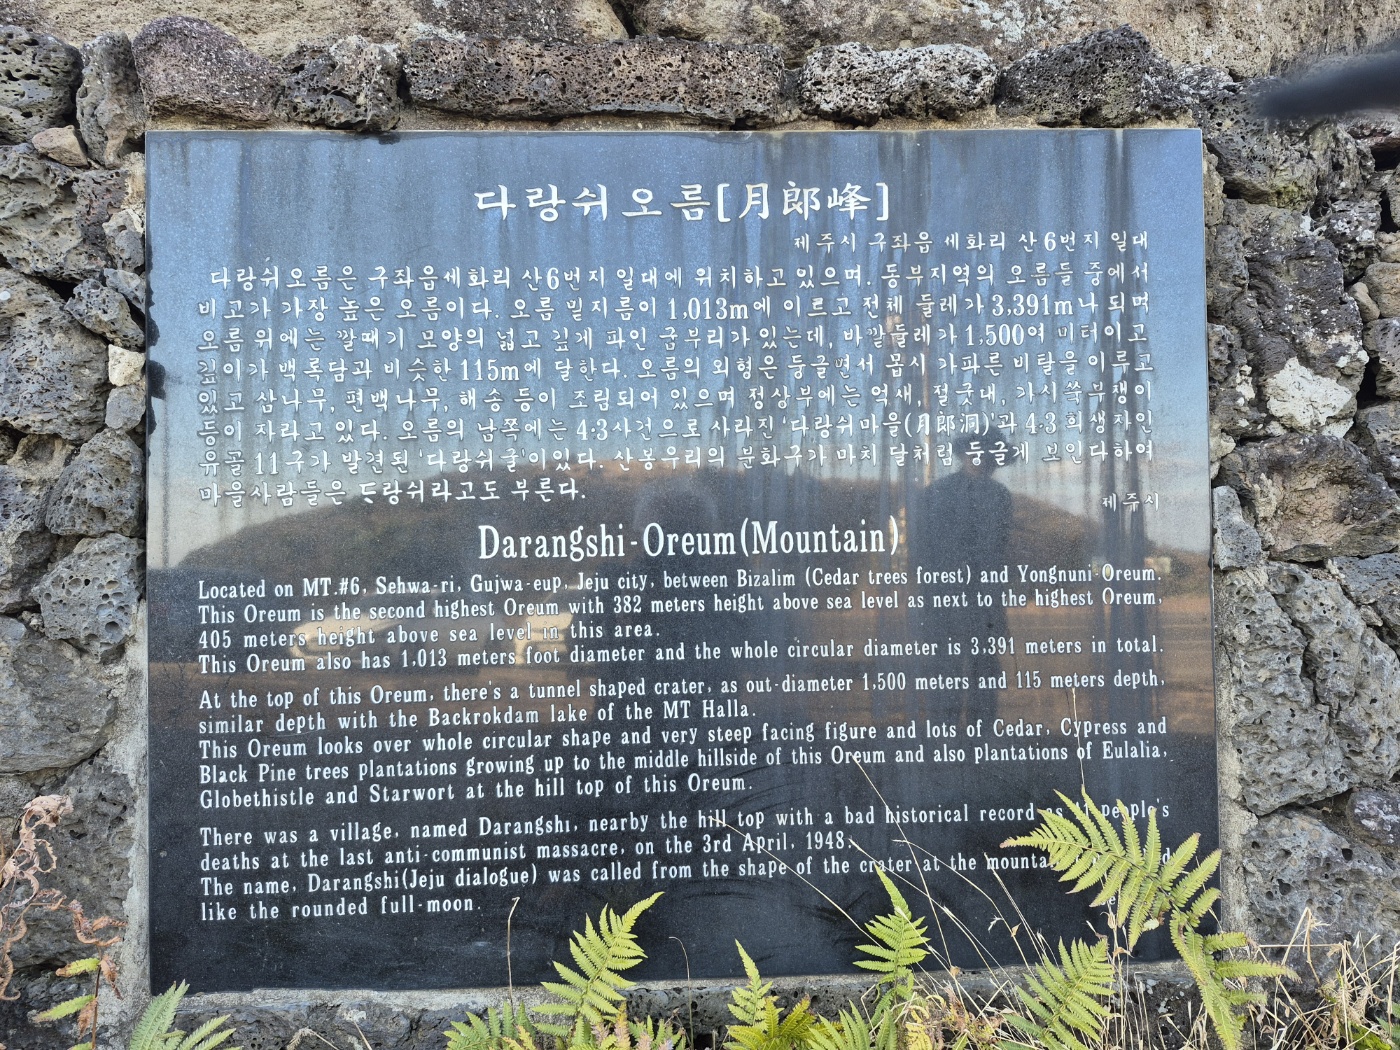 다랑쉬오름[月郞峰]
제주시 구좌읍 세화리 산6번지 일대
다랑쉬오름은 구좌읍세화리 산6번지 일대에 위치하고있으며, 동부지역의 오름들 중에서
비고가 가장 높은 오름이다. 오름 밑지름이 1,013m에 이르고 전체 둘레가 3,391m나 되며
오름위에는 깔때기 모양의 넓고 깊게 파인 굼부리가 있는데, 바깥둘레가 1,500여 미터이고
깊이가 백록담과 비슷한 115m에 달한다. 오름의 외형은 둥글면서 몹시 가파른 비탈을 이루고
있고 삼나무, 편백나무, 해송 등이 조림되어 있으며 정상부에는 억새, 절굿대, 가시쑥부쟁이
등이 자라고 있다. 오름의 남쪽에는 4·3사건으로 사라진 '다랑쉬마을(月郞洞)'과 4·3 희생자인
유골 11구가 발견된 '다랑쉬굴'이있다. 산봉우리의 분화구가 마치 달처럼 둥글게 보인다하여
마을사람들은 드랑쉬라고도 부른다.
제주시
Darangshi-Oreum(Mountain)
Located on MT.#6, Sehwa-ri, Gujwa-eup, Jeju city, between Bizalim (Cedar trees forest) and Yongnuni-Oreum.
This Oreum is the second highest Oreum with 382 meters height above sea level as next to the highest Oreum,
405 meters height above sea level in this area.
This Oreum also has 1,013 meters foot diameter and the whole circular diameter is 3,391 meters in total.
At the top of this Oreum, there's a tunnel shaped crater, as out-diameter 1,500 meters and 115 meters depth,
similar depth with the Backrokdam lake of the MT Halla.
This Oreum looks over whole circular shape and very steep facing figure and lots of Cedar, Cypress and
Black Pine trees plantations growing up to the middle hillside of this Oreum and also plantations of Eulalia,
Globethistle and Starwort at the hill top of this Oreum.
There was a village, named Darangshi, nearby the hill top with a bad historical record as 11 people's
deaths at the last anti-communist massacre, on the 3rd April, 1948.
The name, Darangshi(Jeju dialogue) was called from the shape of the crater at the
like the rounded full-moon.